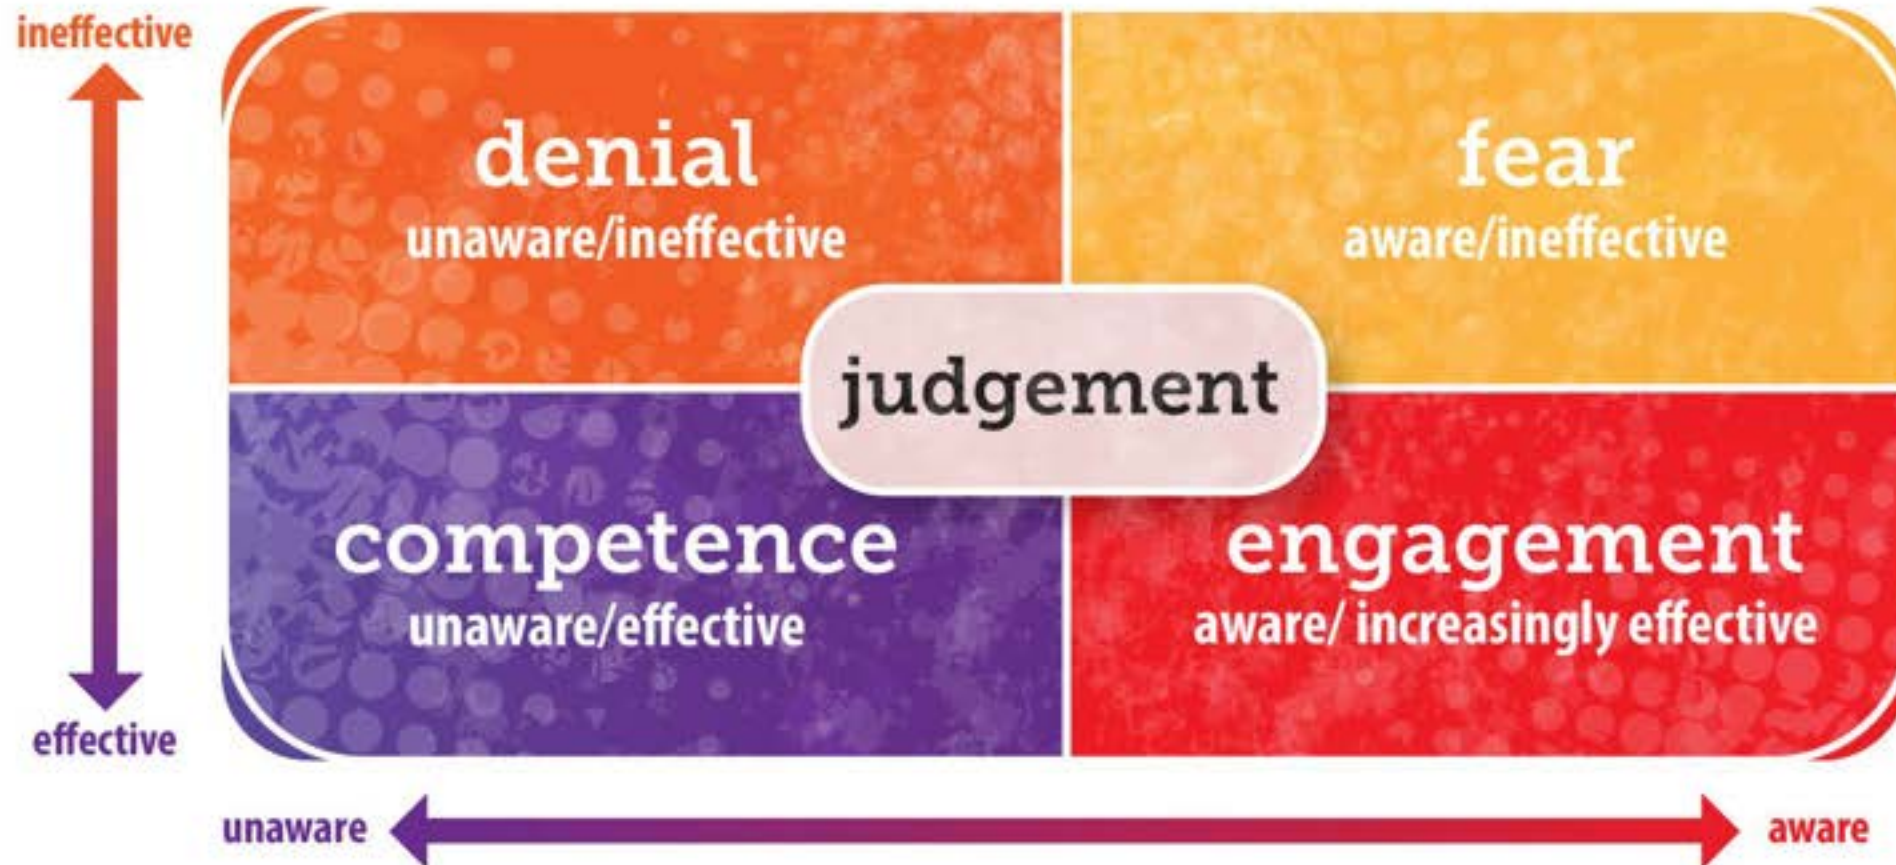 ineffective
denial
unaware/ineffective
fear
aware/ineffective
judgement
competence
unaware/effective
engagement
aware/ increasingly effective
effective
unaware
aware